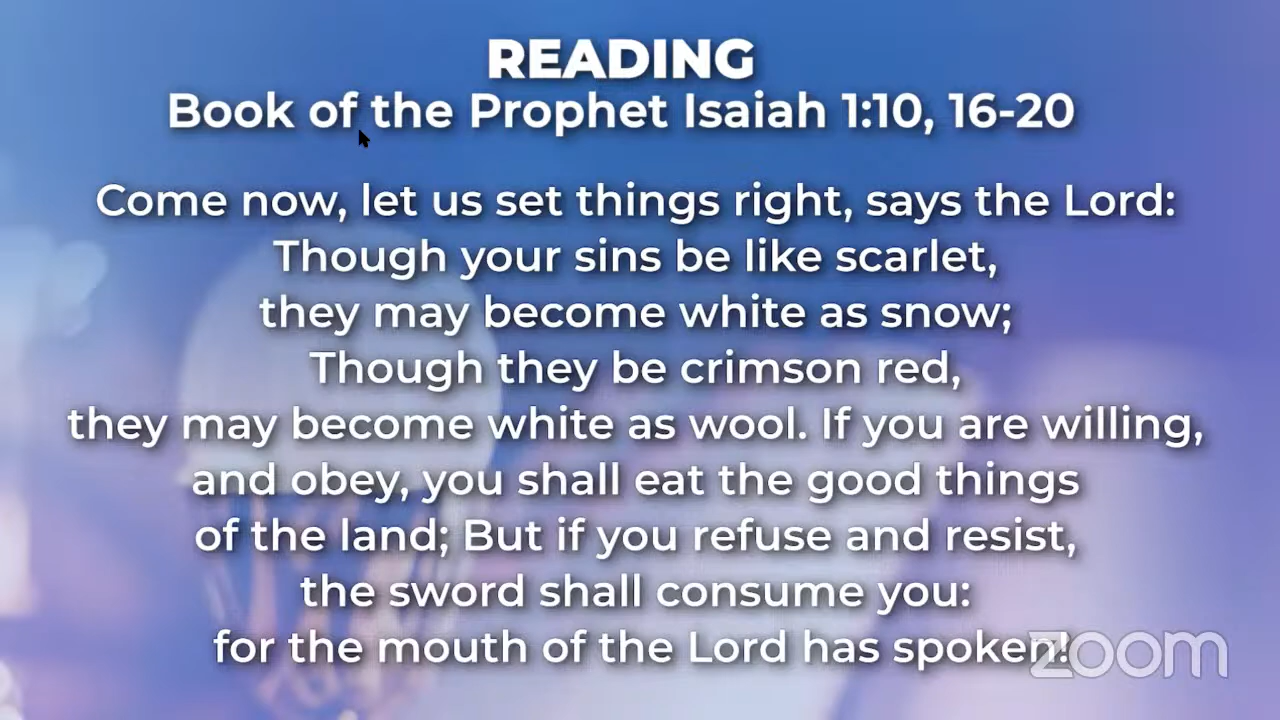 READING
Book of the Prophet Isaiah 1:10, 16-20
Come now, let us set things right, says the Lord:
Though your sins be like scarlet,
they may become white as snow;
Though they be crimson red,
they may become white as wool. If you are willing,
and obey, you shall eat the good things
of the land; But if you refuse and resist,
the sword shall consume you:
for the mouth of the Lord has spoken!
zoom